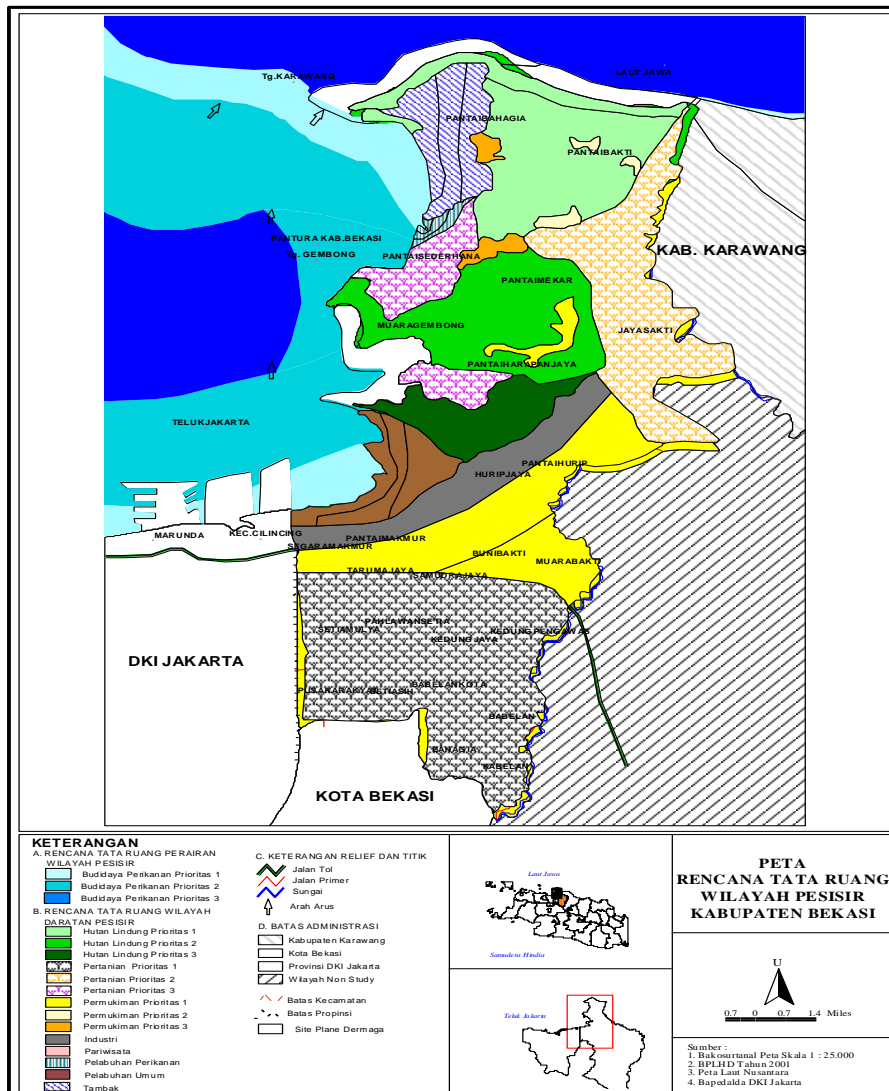 Tg.KARAWANG
LAUT JAWA
PANTAIBAHAGIA
PANTAIBAKTI
PANTURA KAB.BEKASI
Tg. GEMBONG
PANTAISEDERHANA
KAB. KARAWANG
PANTAIMEKAR
MUARAGEMBONG
JAYASAKTI
PANTAIHARAPANJAYA
TELUKJAKARTA
PANTAIHURIP
HURIPJAYA
MARUNDA
KEC.CILINCING
PANTAIMAKMUR
SEGARAMAKMUR
BUNIBAKTI
MUARABAKTI
TARUMAJAYA
SAMUDRAJAYA
SETIAMULYA
KEDUNGJAYA
KEDUNGPENGAWAS
DKI JAKARTA
PUSAKARAKYAT
SETIASIH
BABELANKOTA
BABELAN
BAHAGIA
BABELAN
KOTA BEKASI
KETERANGAN
A. RENCANA TATA RUANG PERAIRAN
WILAYAH PESISIR
Budidaya Perikanan Prioritas 1
Budidaya Perikanan Prioritas 2
Budidaya Perikanan Prioritas 3
B. RENCANA TATA RUANG WILAYAH
DARATAN PESISIR
Hutan Lindung Prioritas 1
Hutan Lindung Prioritas 2
Hutan Lindung Prioritas 3
Pertanian Prioritas 1
Pertanian Prioritas 2
Pertanian Prioritas 3
Permukiman Prioritas 1
Permukiman Prioritas 2
Permukiman Prioritas 3
Industri
Pariwisata
Pelabuhan Perikanan
Pelabuhan Umum
Tambak
C. KETERANGAN RELIEF DAN TITIK
Jalan Tol
Jalan Primer
Sungai
Arah Arus
D. BATAS ADMINISTRASI
Kabupaten Karawang
Kota Bekasi
Provinsi DKI Jakarta
Wilayah Non Study
Batas Kecamatan
Batas Propinsi
Site Plane Dermaga
Laut Jawa
Samudera Hindia
Teluk Jakarta
PETA
RENCANA TATA RUANG
WILAYAH PESISIR
KABUPATEN BEKASI
U
0.7 0 0.7 1.4 Miles
Sumber :
1. Bakosurtanal Peta Skala 1 : 25.000
2. BPLHD Tahun 2001
3. Peta Laut Nusantara
4. Bapedalda DKI Jakarta